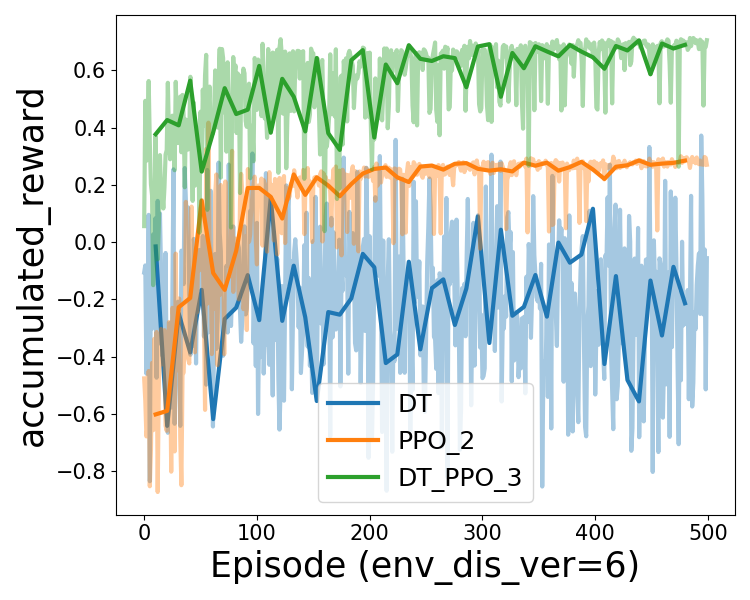 accumulated_reward
0.6
0.4
0.2
0.0
−0.2
−0.4
−0.6
−0.8
DT
PPO_2
DT_PPO_3
0 100 200 300 400 500
Episode (env_dis_ver=6)